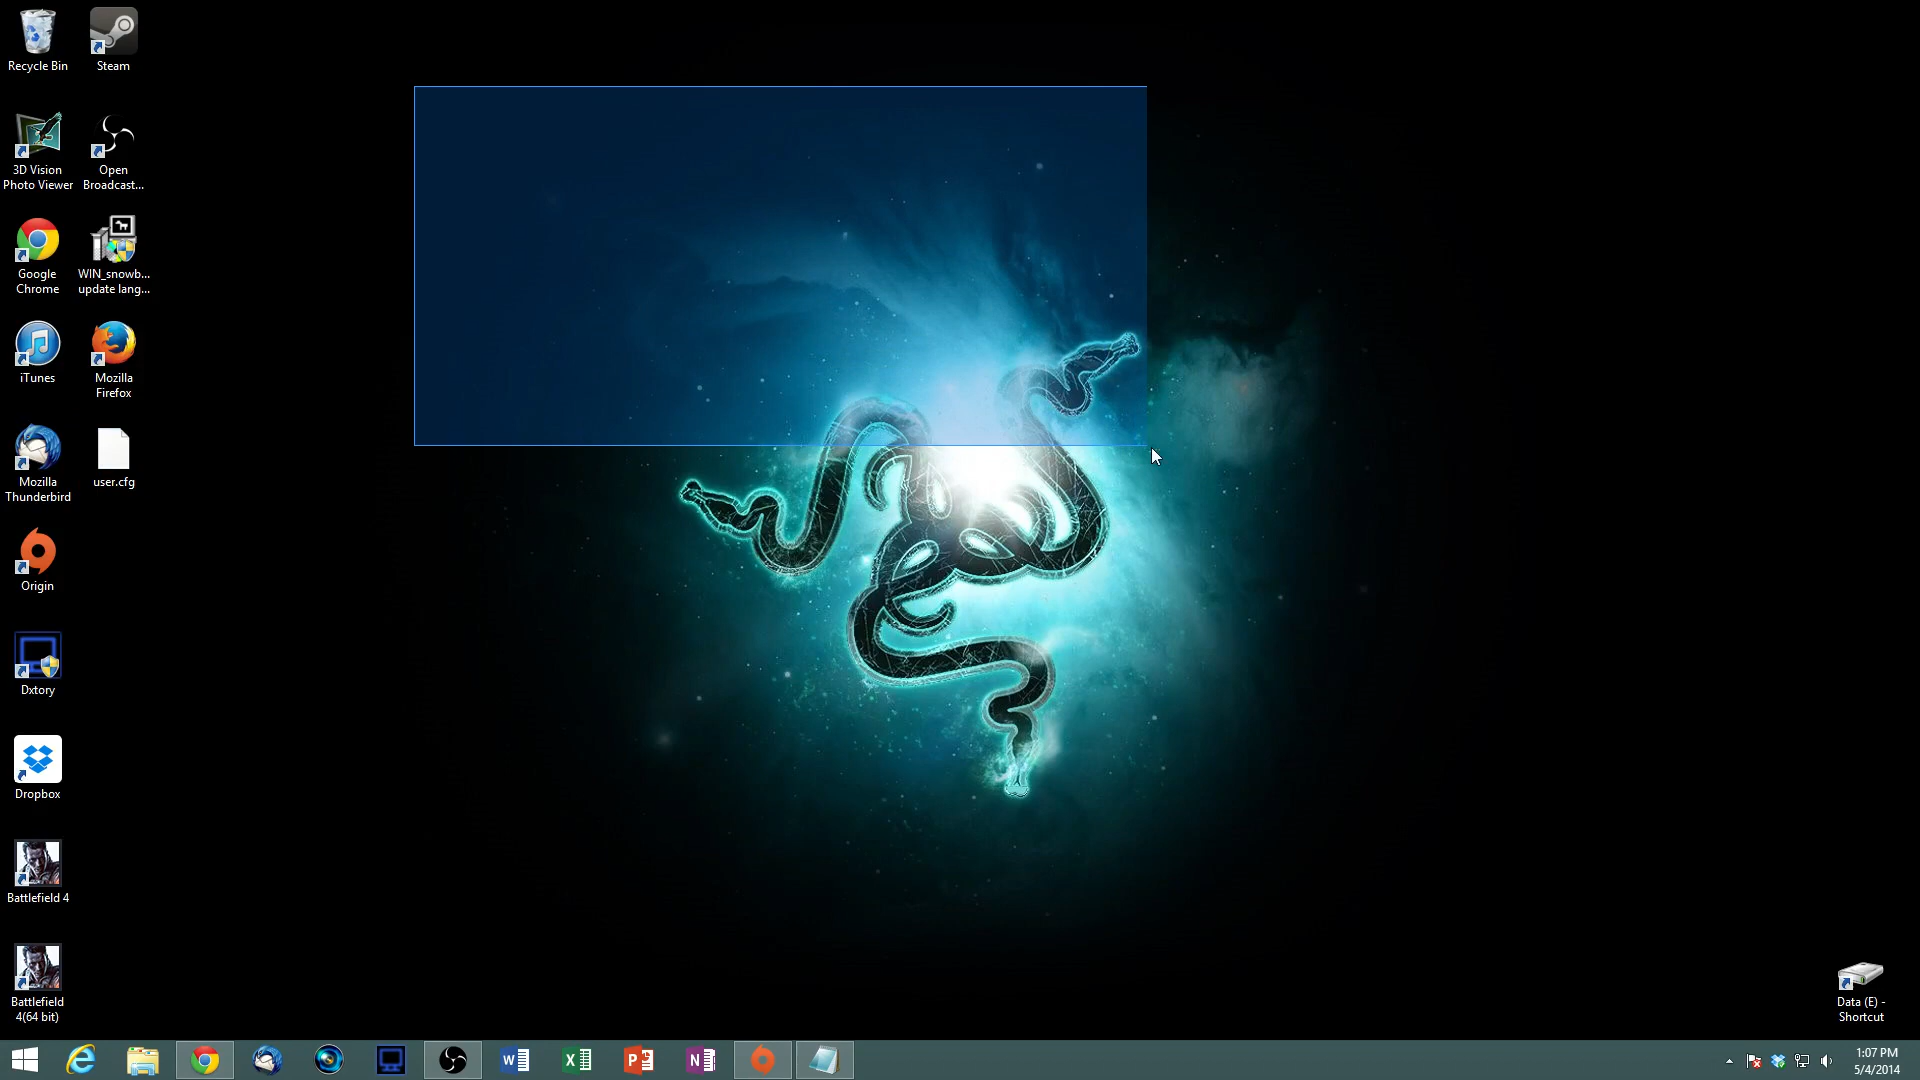 Recycle Bin
Steam
3D Vision
Photo Viewer
Open
Broadcast...
Google
Chrome
WIN_snowb...
update lang...
iTunes
Mozilla
Firefox
Mozilla
Thunderbird
user.cfg
Origin
Dxtory
Dropbox
Battlefield 4
Battlefield
4(64 bit)
Data (E) -
Shortcut
1:07 PM
5/4/2014